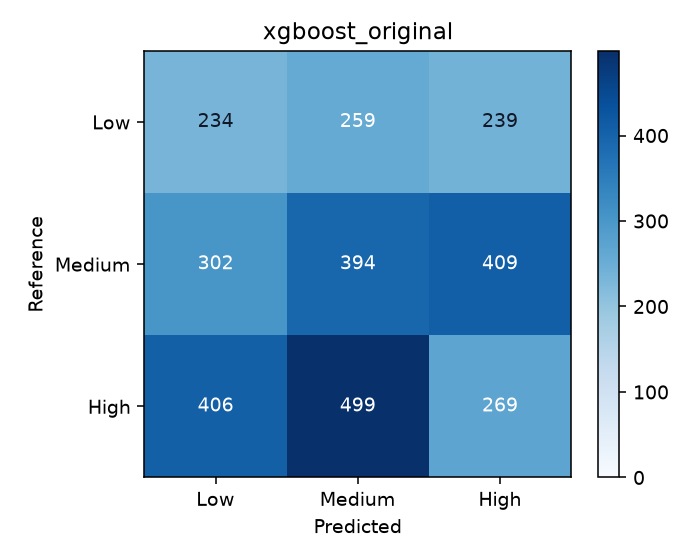 xgboost_original
Low 234 259 239
Medium 302 394 409
High 406 499 269
Low Medium High
Predicted
Reference
400
300
200
100
0